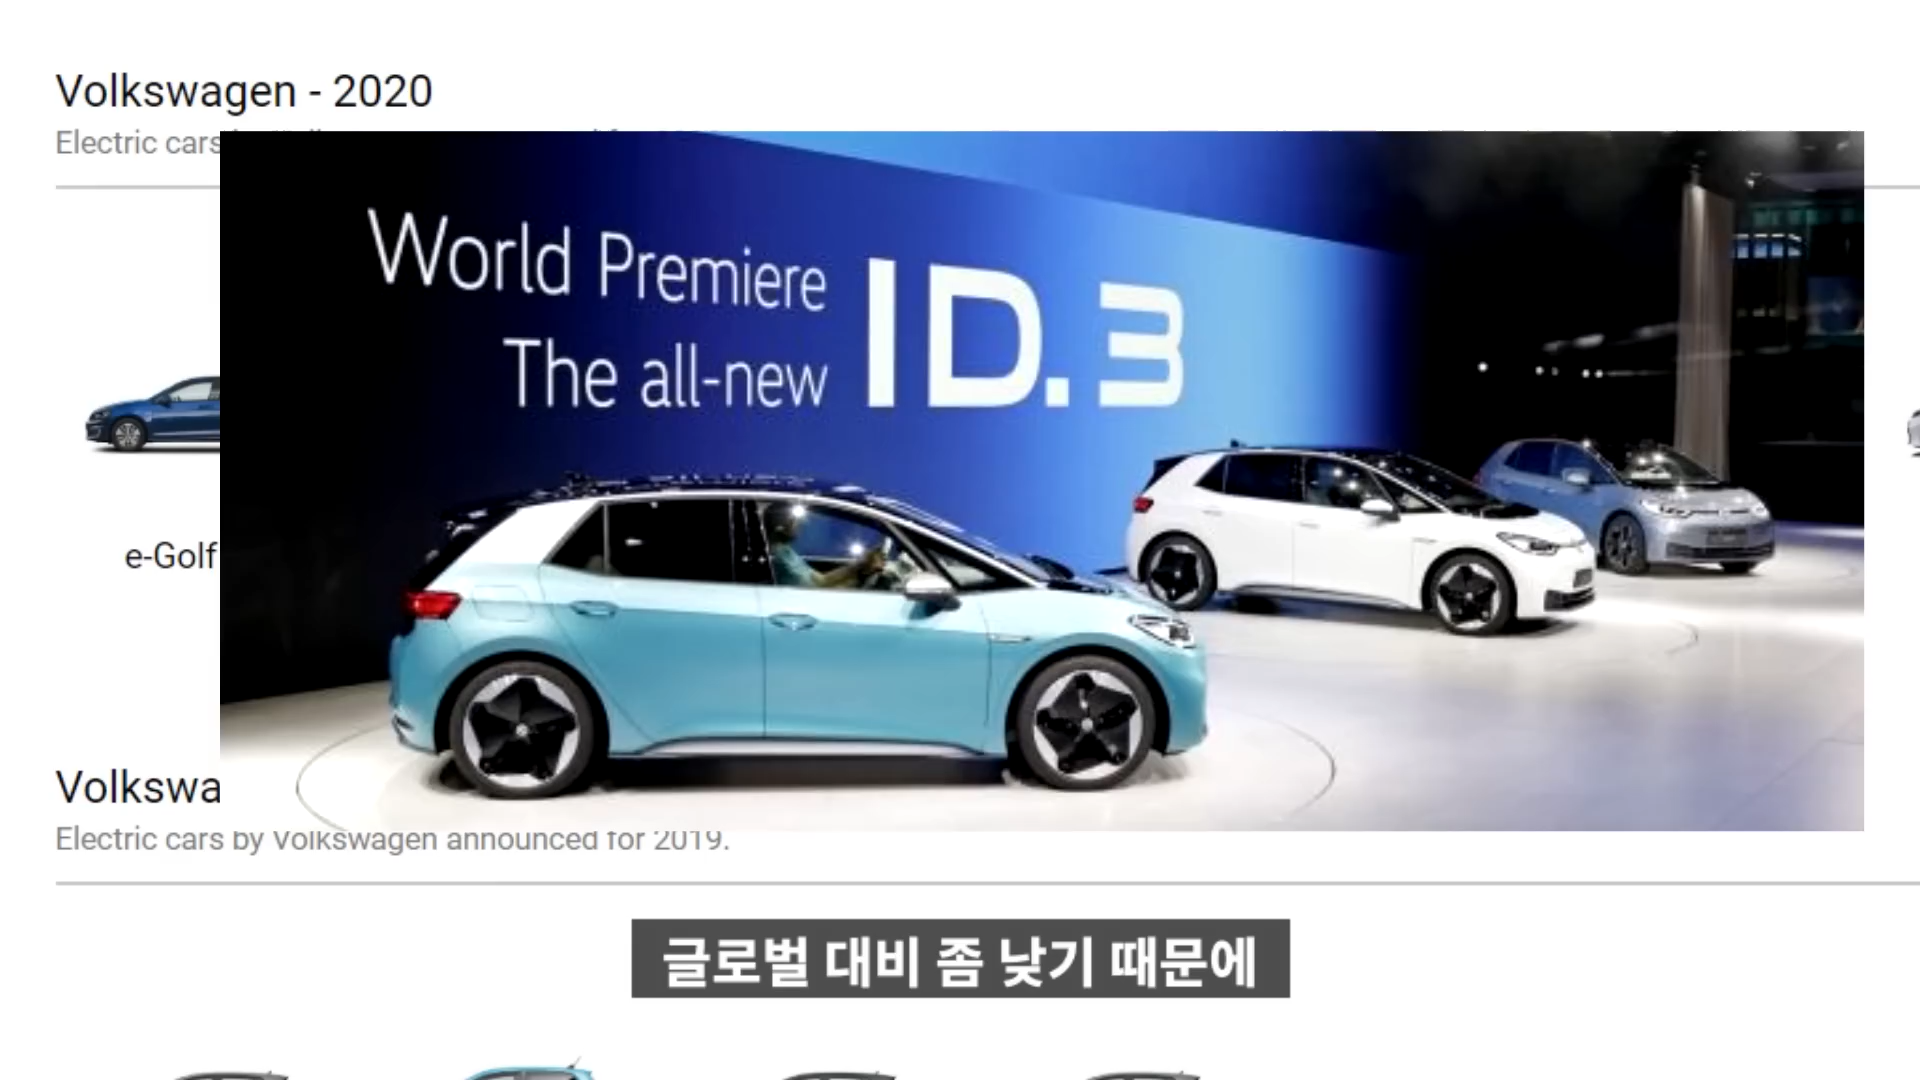 Volkswagen - 2020
Electric cars
World Premiere
The all-new ID.3
e-Golf
Volkswa
Electric cars by Volkswagen announced for 2019.
글로벌 대비 좀 낮기 때문에